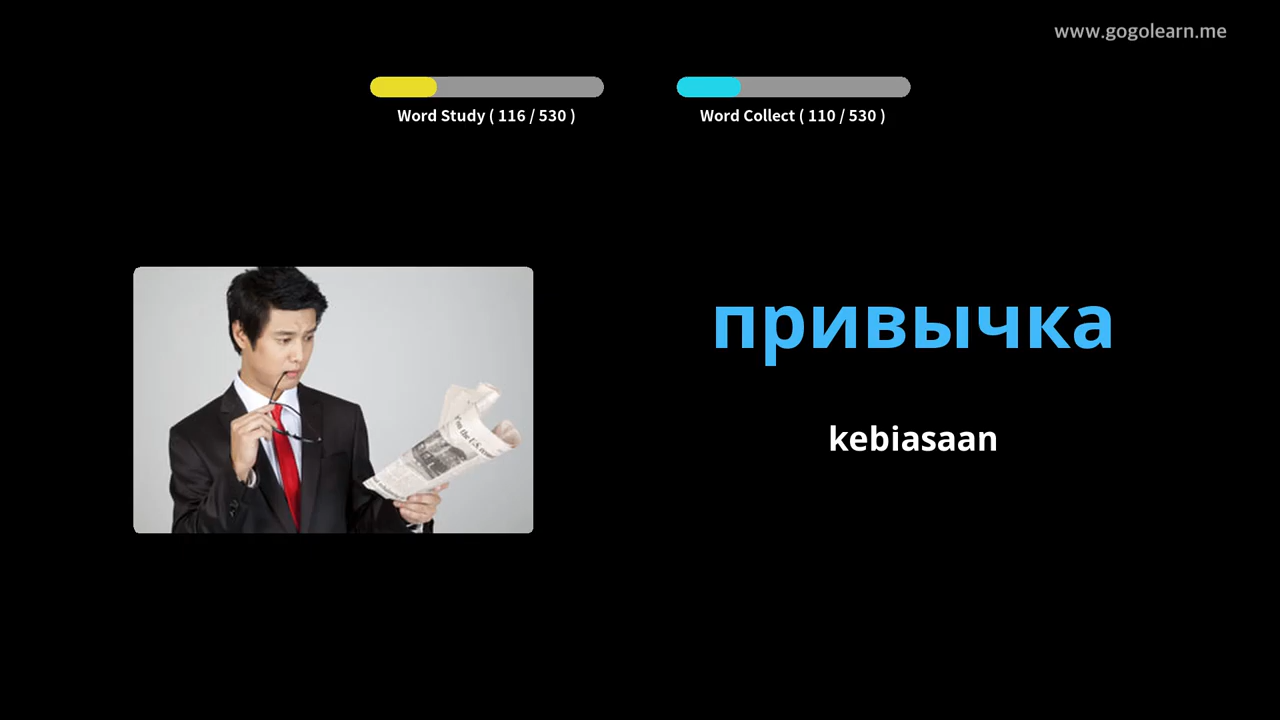 www.gogolearn.me
Word Study ( 116 / 530 )
Word Collect ( 110 / 530 )
привычка
kebiasaan